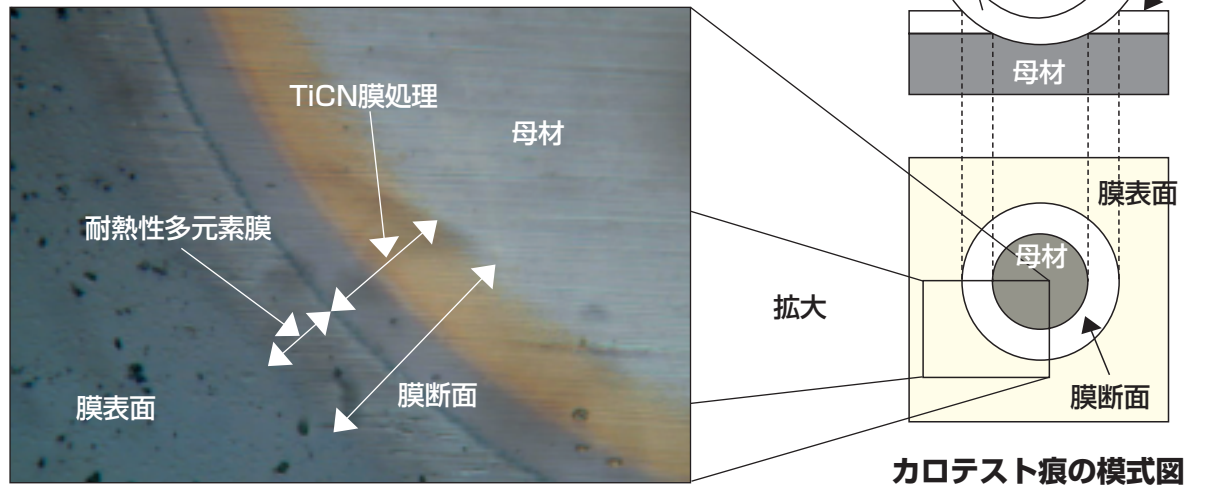 TiCN膜処理
母材
耐熱性多元素膜
膜表面
膜断面
拡大
母材
膜表面
母材
膜断面
カロテスト痕の模式図